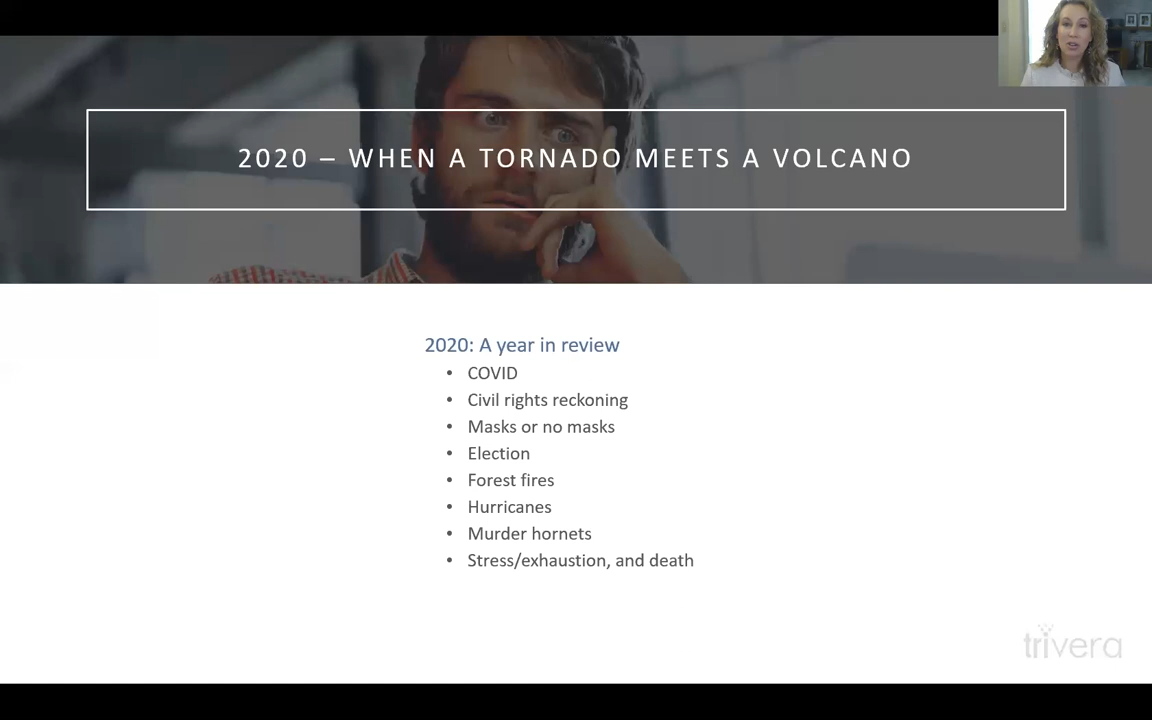 2020 – WHEN A TORNADO MEETS A VOLCANO
2020: A year in review
• COVID
• Civil rights reckoning
• Masks or no masks
• Election
• Forest fires
• Hurricanes
• Murder hornets
• Stress/exhaustion, and death
trivera